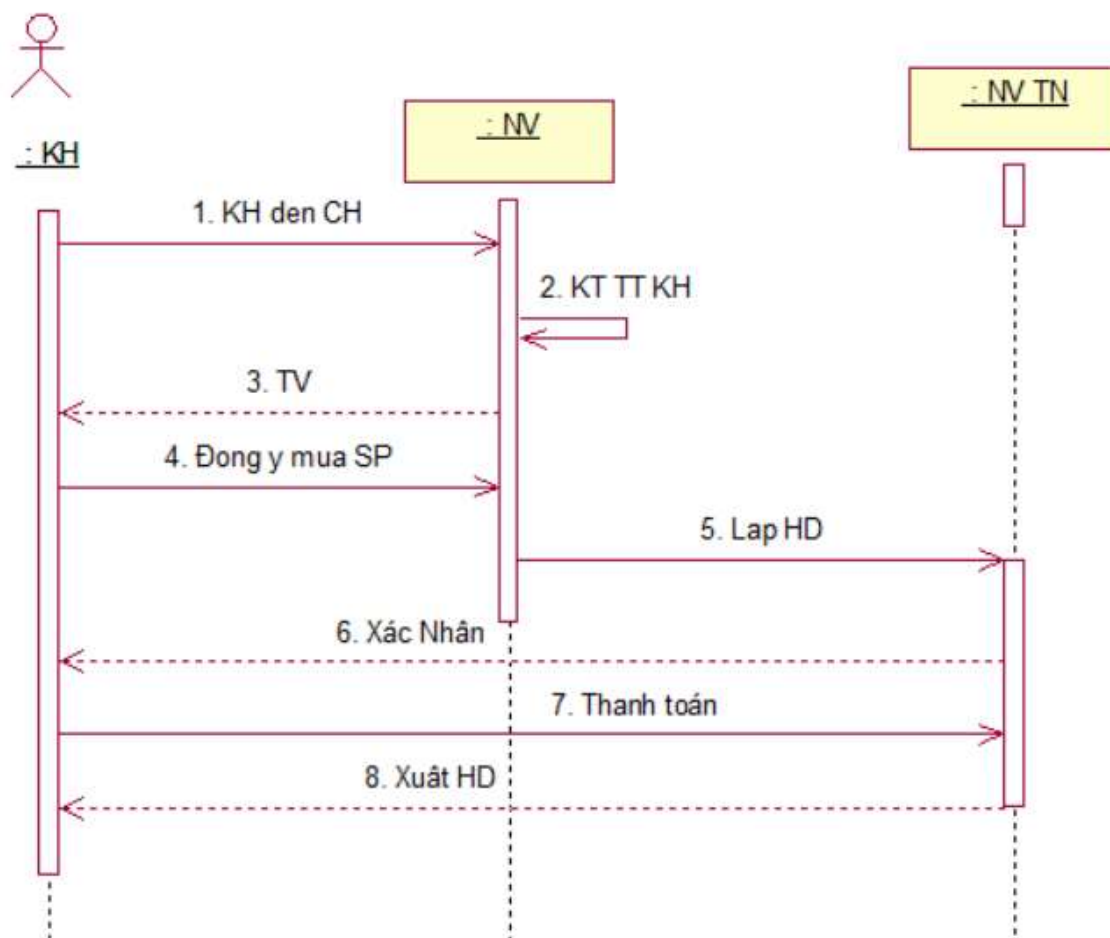 : KH
: NV
: NV TN
1. KH den CH
2. KT TT KH
3. TV
4. Đong y mua SP
5. Lap HD
6. Xác Nhân
7. Thanh toán
8. Xuât HD